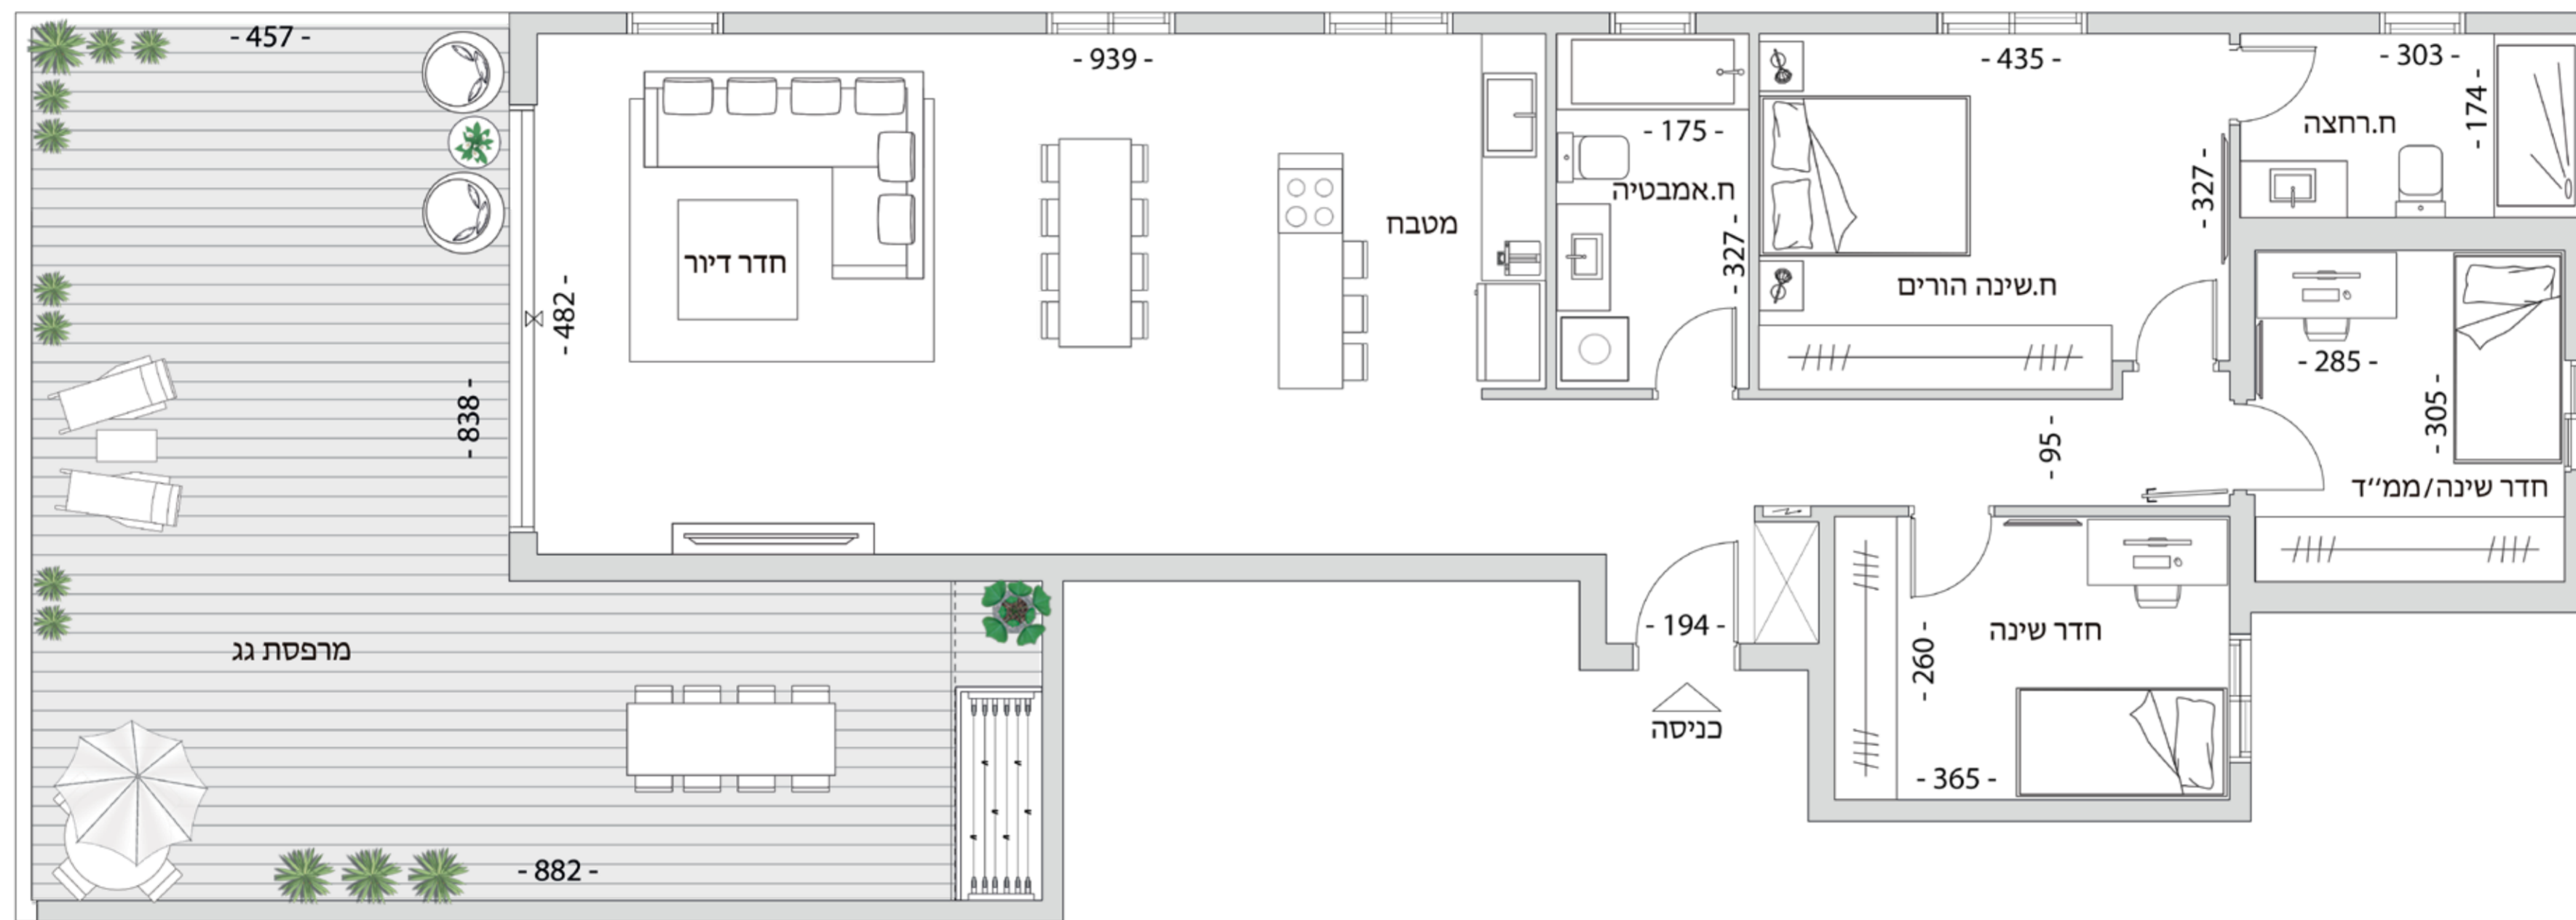 - 457 -
- 939 -
- 435 -
- 303 -
- 174 -
ח.רחצה
- 175 -
ח.אמבטיה
- 327 -
- 327 -
מטבח
חדר דיור
ח.שינה הורים
- 482 -
- 285 -
- 838 -
- 305 -
- 95 -
חדר שינה/ממ״ד
- 194 -
חדר שינה
- 260 -
מרפסת גג
כניסה
- 365 -
- 882 -